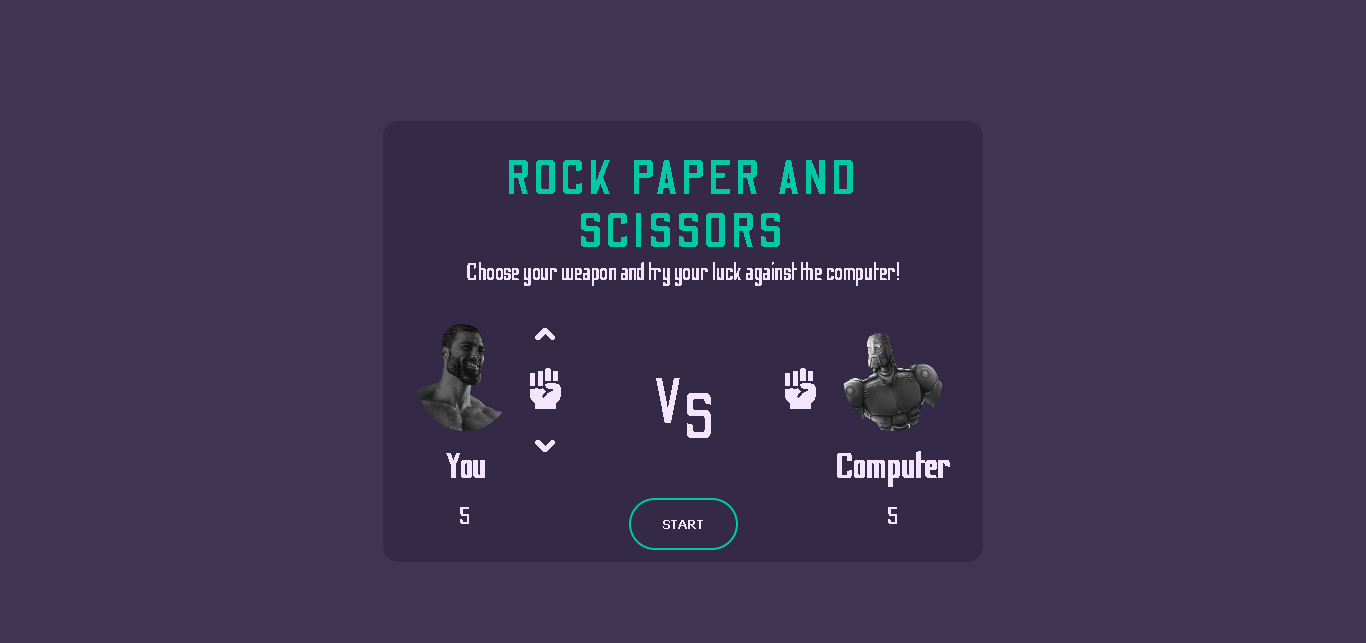 ROCK PAPER AND
SCISSORS
Choose your weapon and try your luck against the computer!
VS
You
Computer
5
5
START